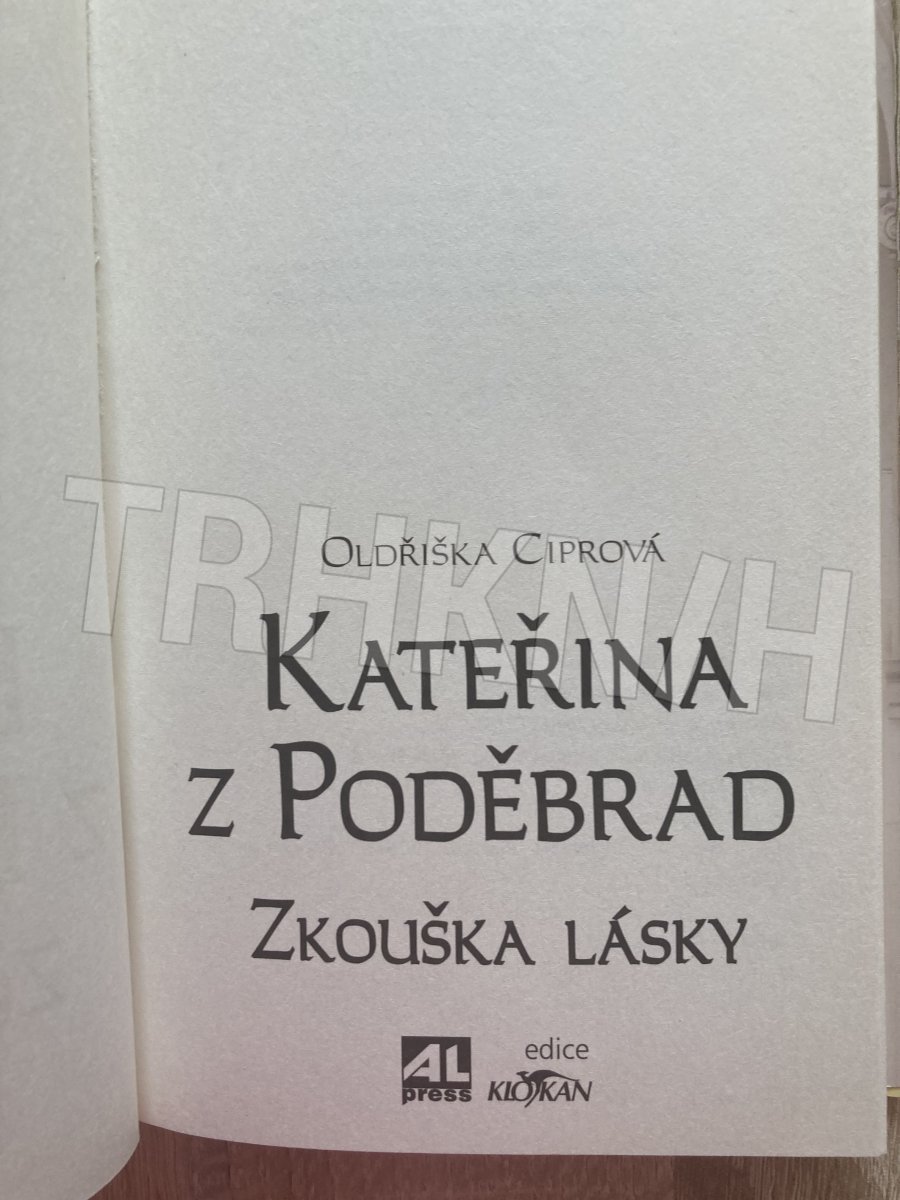 OLDŘIŠKA CIPROVÁ
KATEŘINA
Z PODĚBRAD
ZKOUŠKA LÁSKY
AL
press
edice
KLOKAN
TRHKNIH